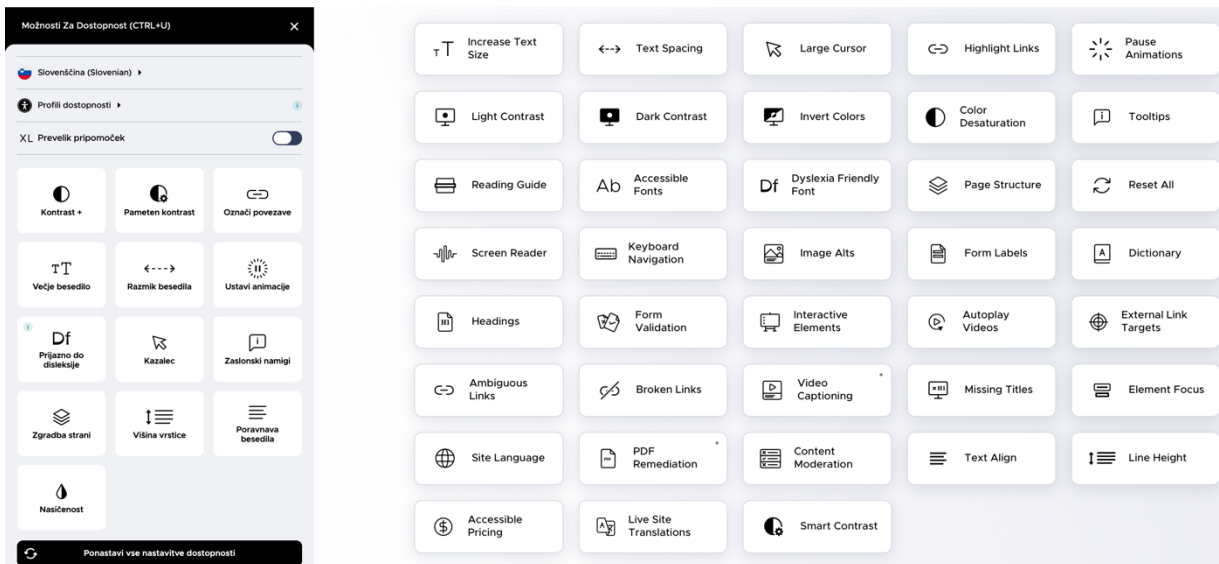 Možnosti Za Dostopnost (CTRL+U)
Slovenščina (Slovenian)
Profili dostopnosti
i
XL Prevelik pripomoček
Kontrast +
Pameten kontrast
Označi povezave
TT
Večje besedilo
Razmik besedila
Ustavi animacije
i
Df
Prijazno do
disleksije
Kazalec
i
Zaslonski namigi
Zgradba strani
Višina vrstice
Poravnava
besedila
Nasičenost
Ponastavi vse nastavitve dostopnosti
TT
Increase Text
Size
Text Spacing
Large Cursor
Highlight Links
Pause
Animations
Light Contrast
Dark Contrast
Invert Colors
Color
Desaturation
i
Tooltips
Reading Guide
Ab
Accessible
Fonts
Df
Dyslexia Friendly
Font
Page Structure
Reset All
Screen Reader
Keyboard
Navigation
Image Alts
Form Labels
A
Dictionary
H1
Headings
Form
Validation
Interactive
Elements
Autoplay
Videos
External Link
Targets
Ambiguous
Links
Broken Links
Video
Captioning
Missing Titles
Element Focus
Site Language
PDF
PDF
Remediation
Content
Moderation
Text Align
Line Height
$
Accessible
Pricing
A
Live Site
Translations
Smart Contrast